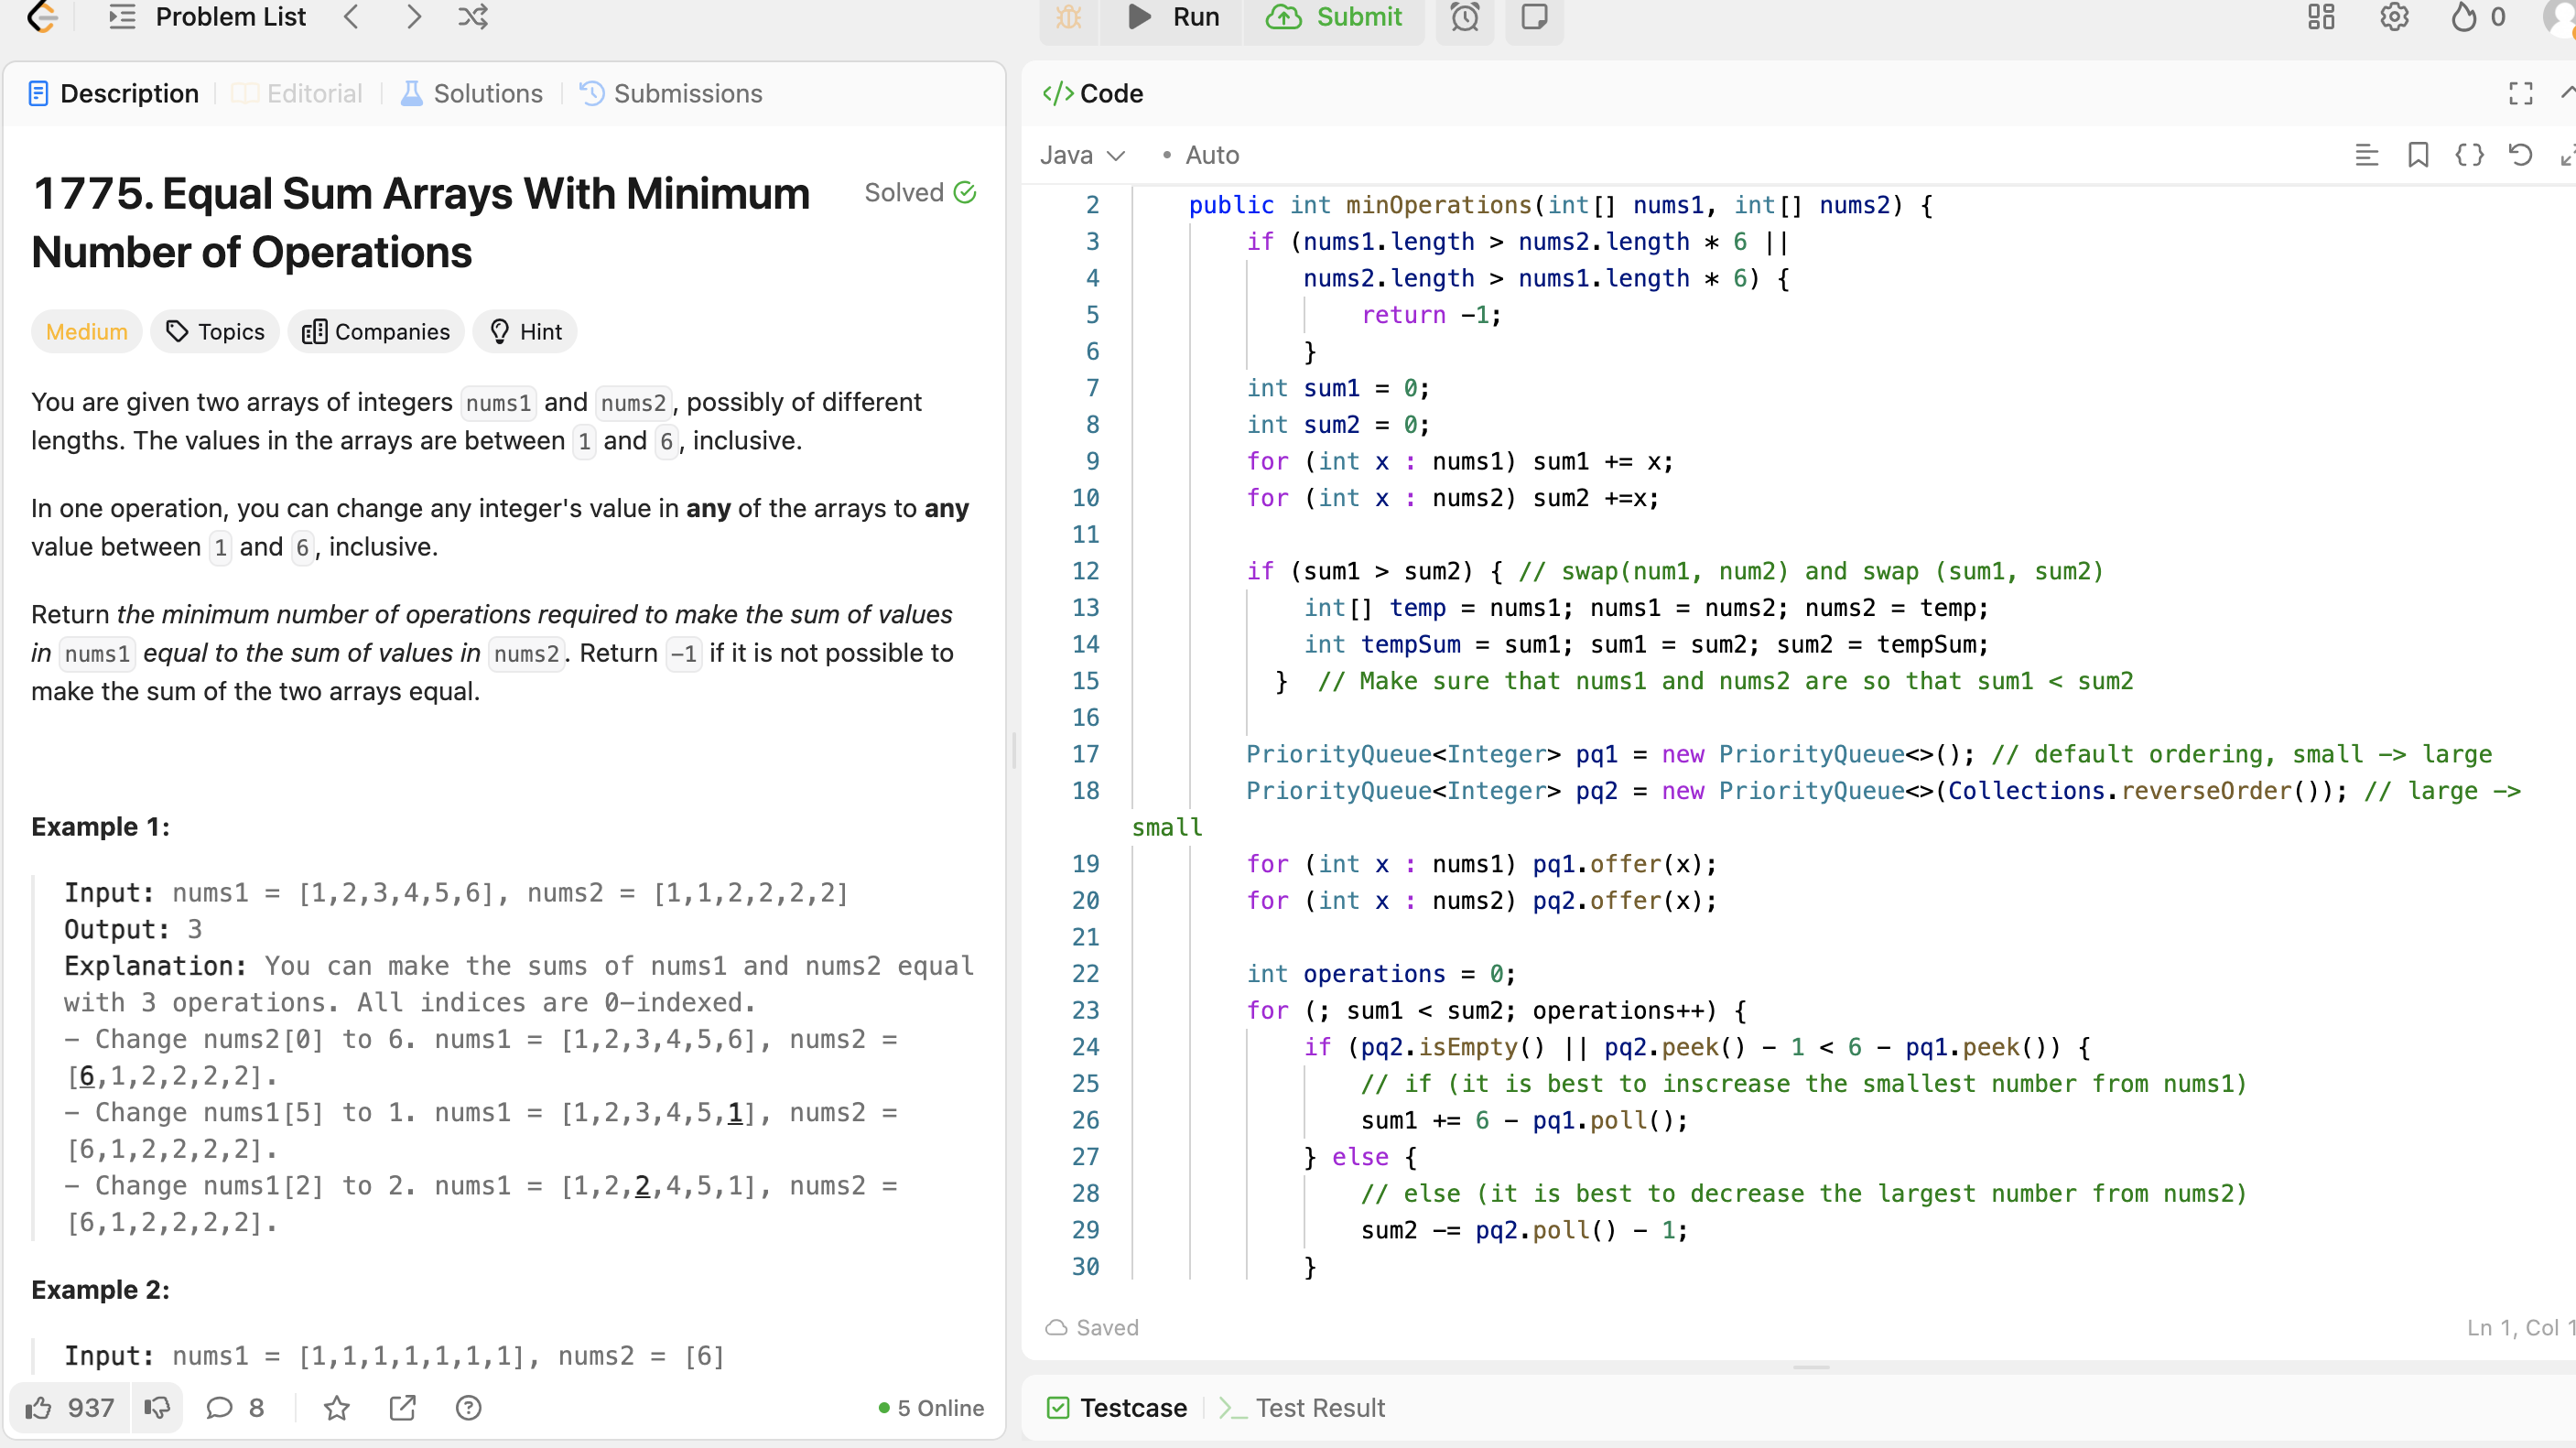 Problem List
Run
Submit
0
Description
Editorial
Solutions
Submissions
1775. Equal Sum Arrays With Minimum
Number of Operations
Solved
Medium
Topics
Companies
Hint
You are given two arrays of integers nums1 and nums2, possibly of different
lengths. The values in the arrays are between 1 and 6, inclusive.
In one operation, you can change any integer's value in any of the arrays to any
value between 1 and 6, inclusive.
Return the minimum number of operations required to make the sum of values
in nums1 equal to the sum of values in nums2. Return -1 if it is not possible to
make the sum of the two arrays equal.
Example 1:
Input: nums1 = [1,2,3,4,5,6], nums2 = [1,1,2,2,2,2]
Output: 3
Explanation: You can make the sums of nums1 and nums2 equal
with 3 operations. All indices are 0-indexed.
- Change nums2[0] to 6. nums1 = [1,2,3,4,5,6], nums2 =
[6,1,2,2,2,2].
- Change nums1[5] to 1. nums1 = [1,2,3,4,5,1], nums2 =
[6,1,2,2,2,2].
- Change nums1[2] to 2. nums1 = [1,2,2,4,5,1], nums2 =
[6,1,2,2,2,2].
Example 2:
Input: nums1 = [1,1,1,1,1,1,1], nums2 = [6]
937
8
5 Online
</> Code
Java
• Auto
2 public int minOperations(int[] nums1, int[] nums2) {
3 if (nums1.length > nums2.length * 6 ||
4 nums2.length > nums1.length * 6) {
5 return -1;
6 }
7 int sum1 = 0;
8 int sum2 = 0;
9 for (int x : nums1) sum1 += x;
10 for (int x : nums2) sum2 +=x;
11
12 if (sum1 > sum2) { // swap(num1, num2) and swap (sum1, sum2)
13 int[] temp = nums1; nums1 = nums2; nums2 = temp;
14 int tempSum = sum1; sum1 = sum2; sum2 = tempSum;
15 } // Make sure that nums1 and nums2 are so that sum1 < sum2
16
17 PriorityQueue<Integer> pq1 = new PriorityQueue<>(); // default ordering, small -> large
18 PriorityQueue<Integer> pq2 = new PriorityQueue<>(Collections.reverseOrder()); // large ->
small
19 for (int x : nums1) pq1.offer(x);
20 for (int x : nums2) pq2.offer(x);
21
22 int operations = 0;
23 for (; sum1 < sum2; operations++) {
24 if (pq2.isEmpty() || pq2.peek() - 1 < 6 - pq1.peek()) {
25 // if (it is best to inscrease the smallest number from nums1)
26 sum1 += 6 - pq1.poll();
27 } else {
28 // else (it is best to decrease the largest number from nums2)
29 sum2 -= pq2.poll() - 1;
30 }
Saved
Ln 1, Col 1
Testcase
Test Result